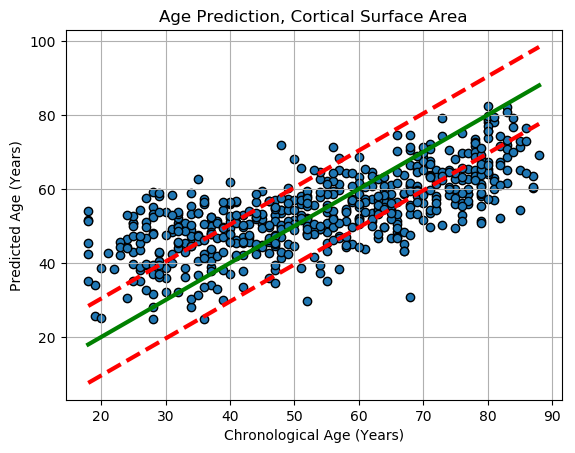 Age Prediction, Cortical Surface Area
Predicted Age (Years)
100
80
60
40
20
20 30 40 50 60 70 80 90
Chronological Age (Years)